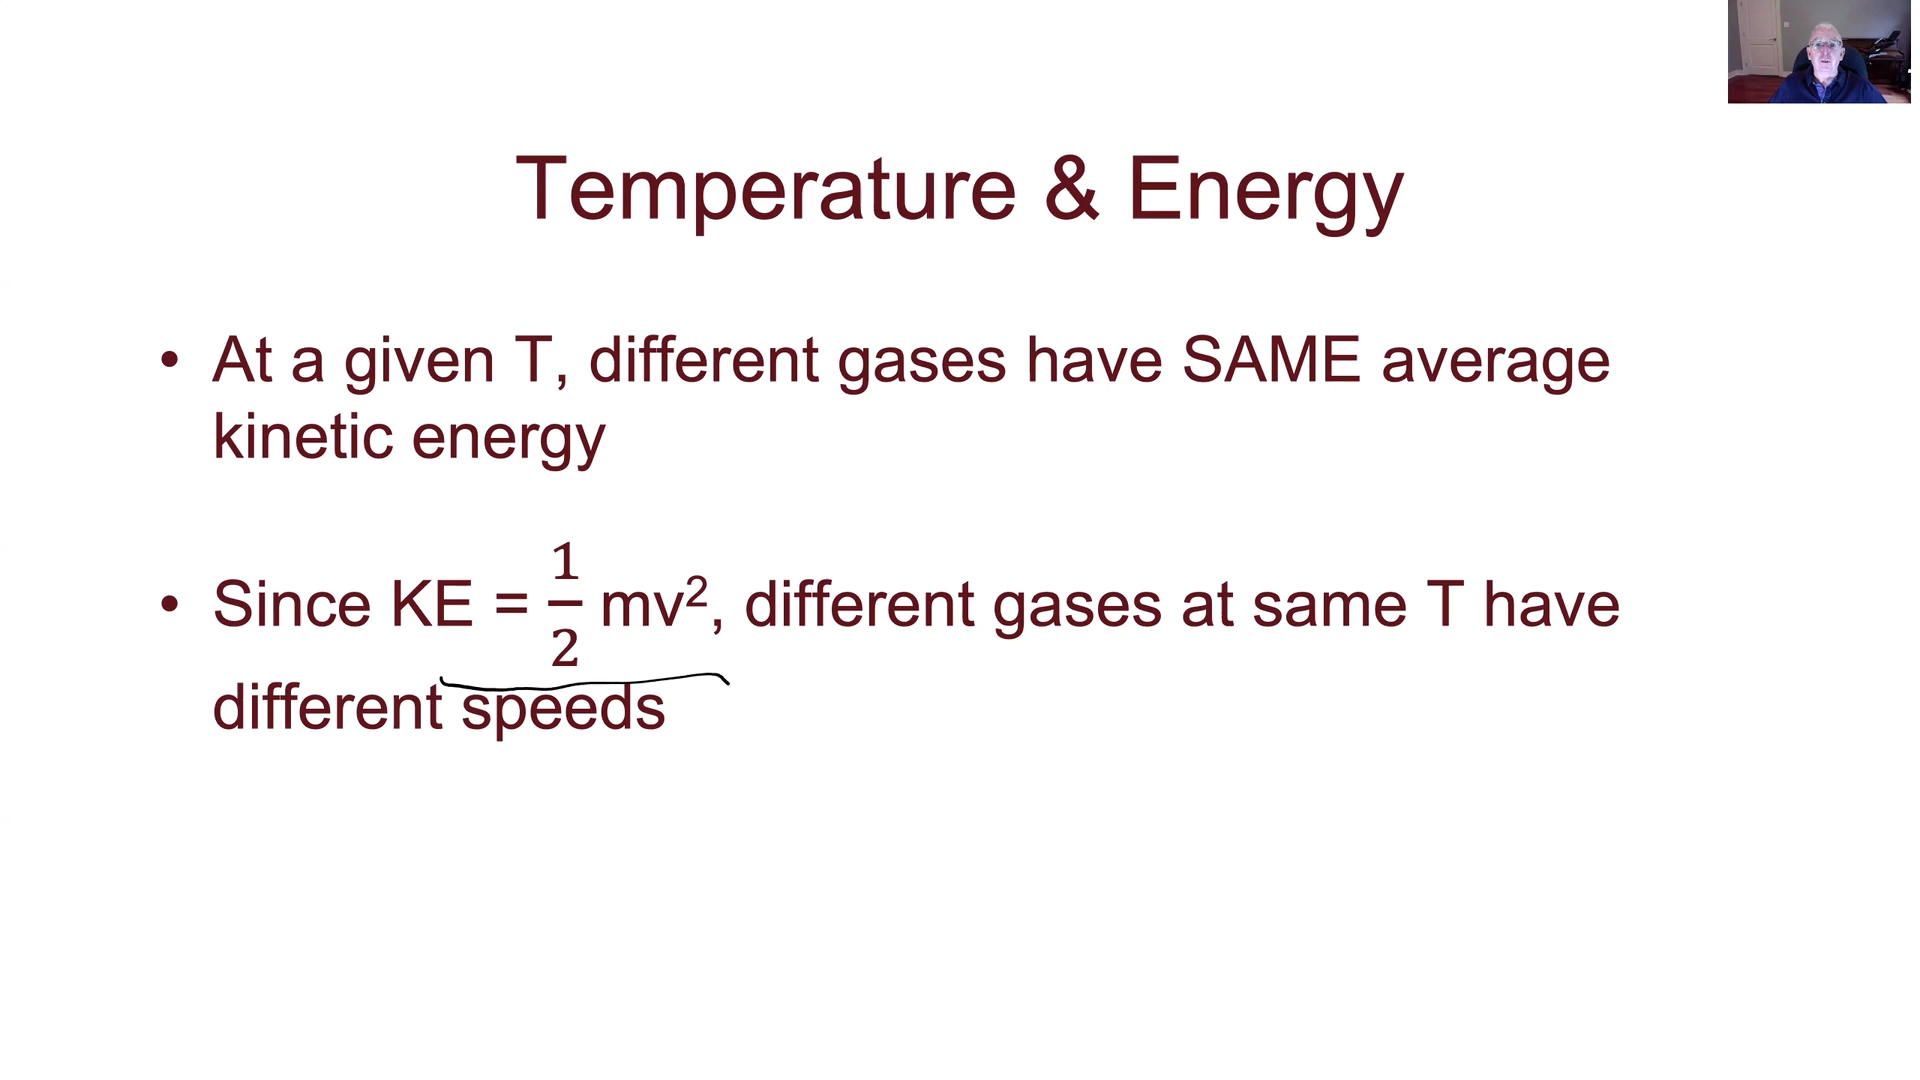 Temperature & Energy
• At a given T, different gases have SAME average
kinetic energy
• Since KE = 1/2 mv², different gases at same T have
different speeds